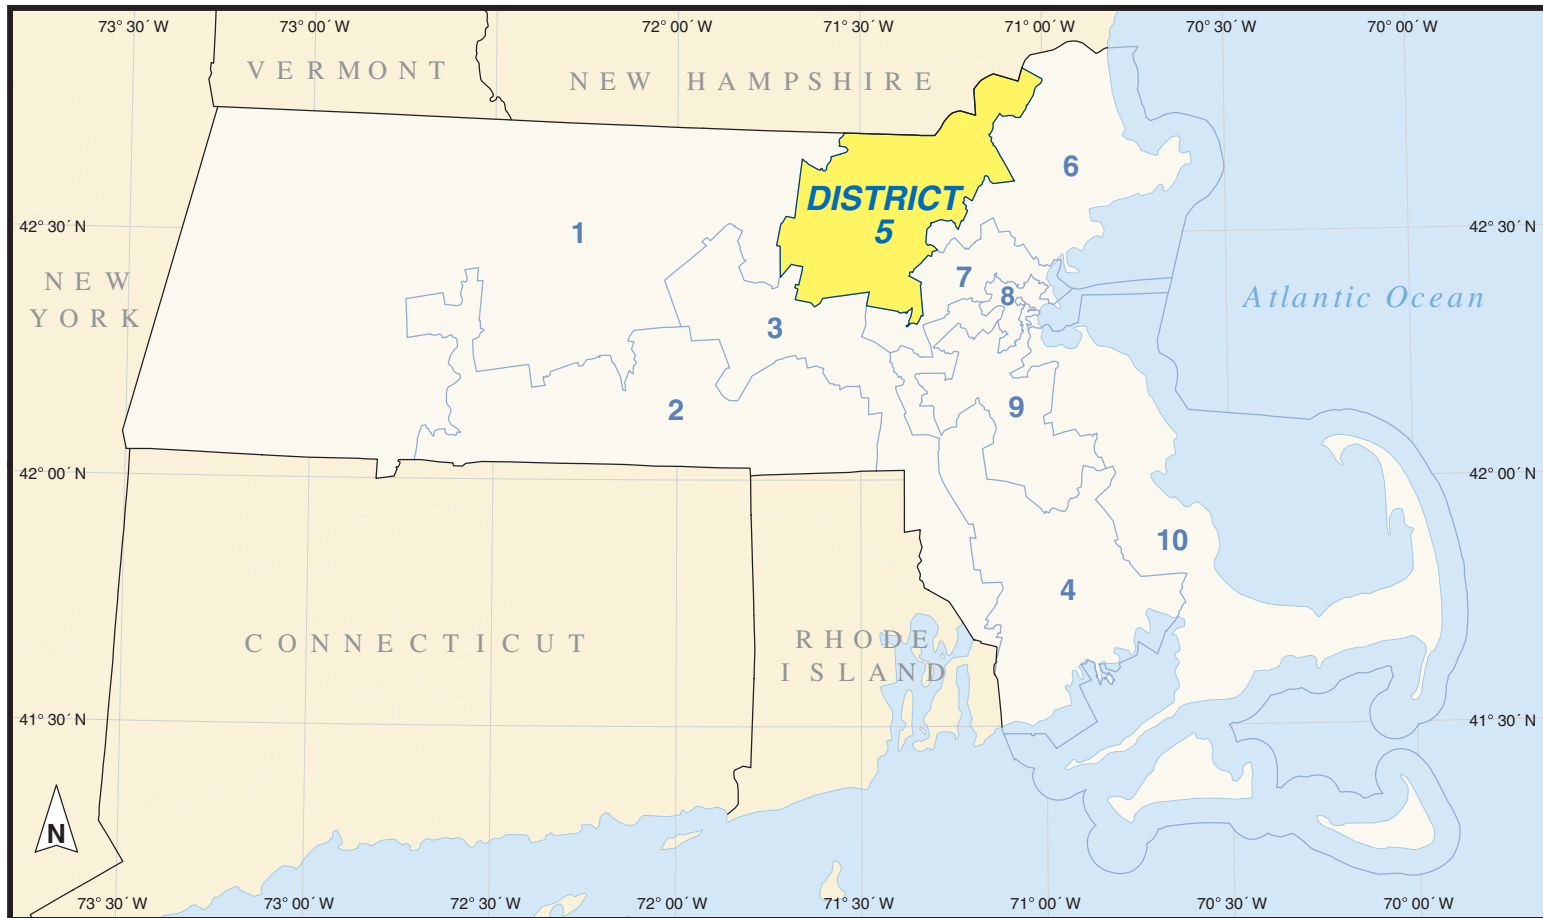 73° 30´ W 73° 00´ W 72° 00´ W 71° 30´ W 71° 00´ W 70° 30´ W 70° 00´ W
VERMONT
NEW HAMPSHIRE
6
DISTRICT
5
42° 30´ N 42° 30´ N
1
NEW
YORK
7
8
Atlantic Ocean
3
2
9
42° 00´ N 42° 00´ N
10
4
CONNECTICUT
RHODE
ISLAND
41° 30´ N 41° 30´ N
N
73° 30´ W 73° 00´ W 72° 30´ W 72° 00´ W 71° 30´ W 71° 00´ W 70° 30´ W 70° 00´ W